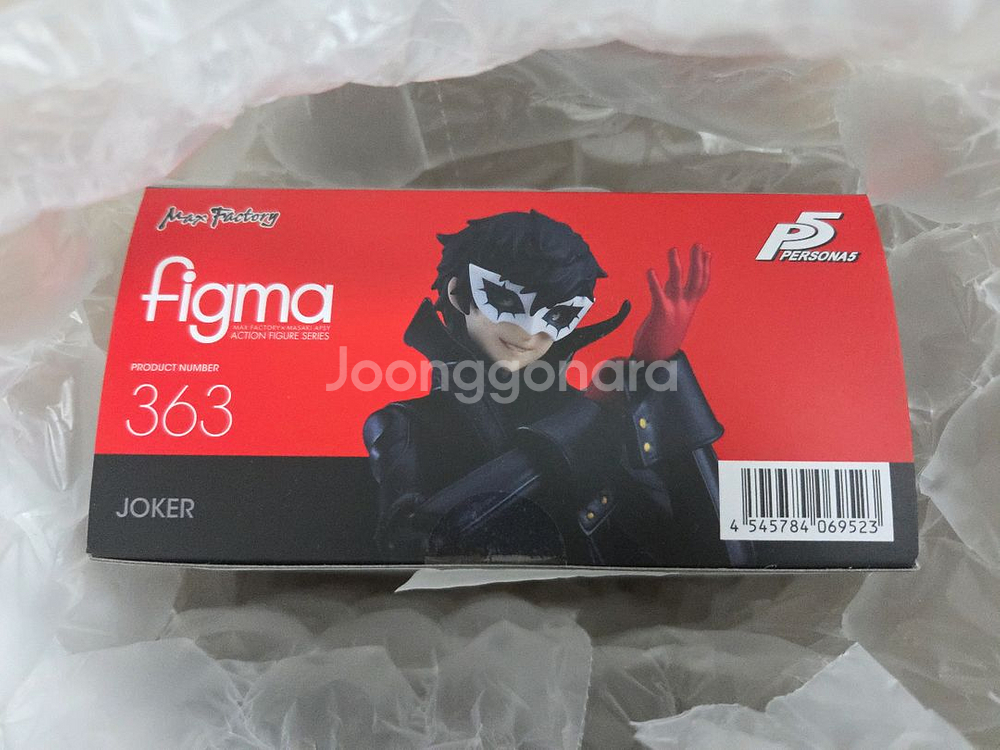 Max Factory
P5
PERSONA5
figma
MAX FACTORY × MASAKI APSY
ACTION FIGURE SERIES
PRODUCT NUMBER
363
Joonggonara
JOKER
4 545784 069523